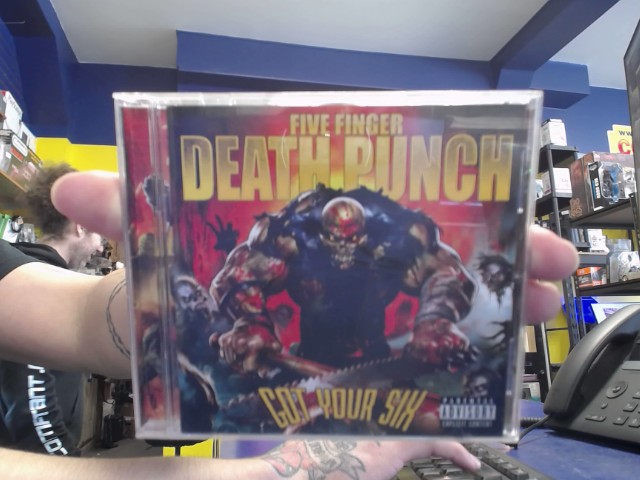 FIVE FINGER
DEATH PUNCH
GOT YOUR SIX
PARENTAL
ADVISORY
EXPLICIT CONTENT